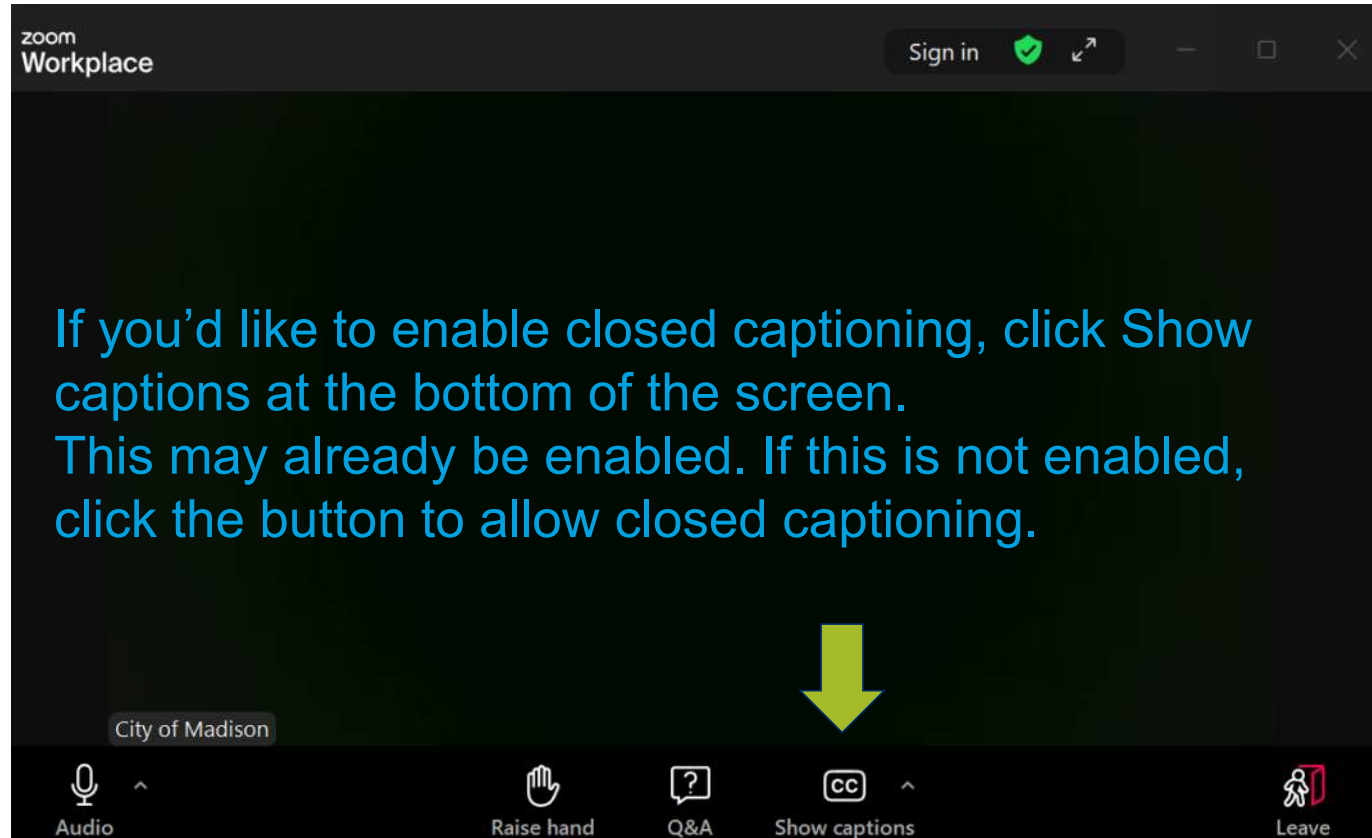 zoom
Workplace
Sign in
If you’d like to enable closed captioning, click Show
captions at the bottom of the screen.
This may already be enabled. If this is not enabled,
click the button to allow closed captioning.
City of Madison
CC
Audio
Raise hand
Q&A
Show captions
Leave